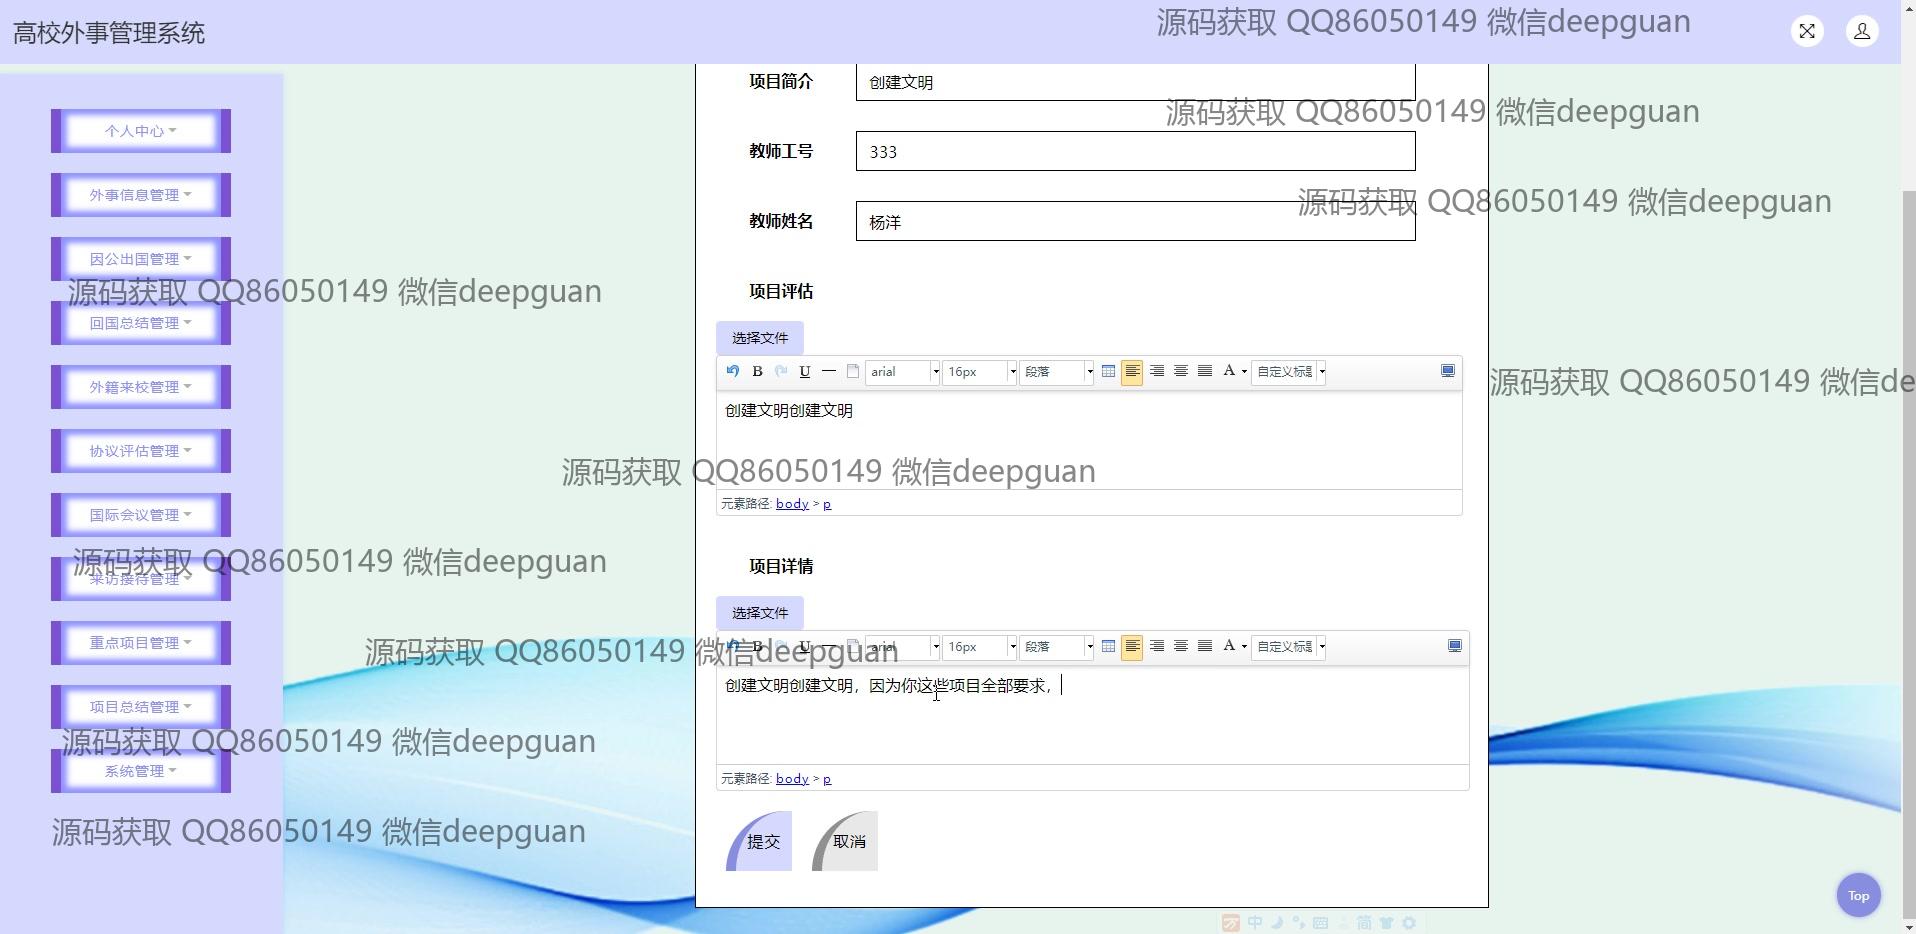 高校外事管理系统
源码获取 QQ86050149 微信deepguan
个人中心
外事信息管理
因公出国管理
源码获取 QQ86050149 微信deepguan
回国总结管理
外籍来校管理
协议评估管理
国际会议管理
源码获取 QQ86050149 微信deepguan
来访接待管理
重点项目管理
项目总结管理
源码获取 QQ86050149 微信deepguan
系统管理
源码获取 QQ86050149 微信deepguan
项目简介 创建文明
源码获取 QQ86050149 微信deepguan
教师工号 333
源码获取 QQ86050149 微信deepguan
教师姓名 杨洋
项目评估
选择文件
B U arial 16px 段落 A 自定义标题
源码获取 QQ86050149 微信de
创建文明创建文明
源码获取 QQ86050149 微信deepguan
元素路径: body > p
项目详情
选择文件
B U arial 16px 段落 A 自定义标题
源码获取 QQ86050149 微信deepguan
创建文明创建文明，因为你这些项目全部要求，
元素路径: body > p
提交 取消
Top
中 简